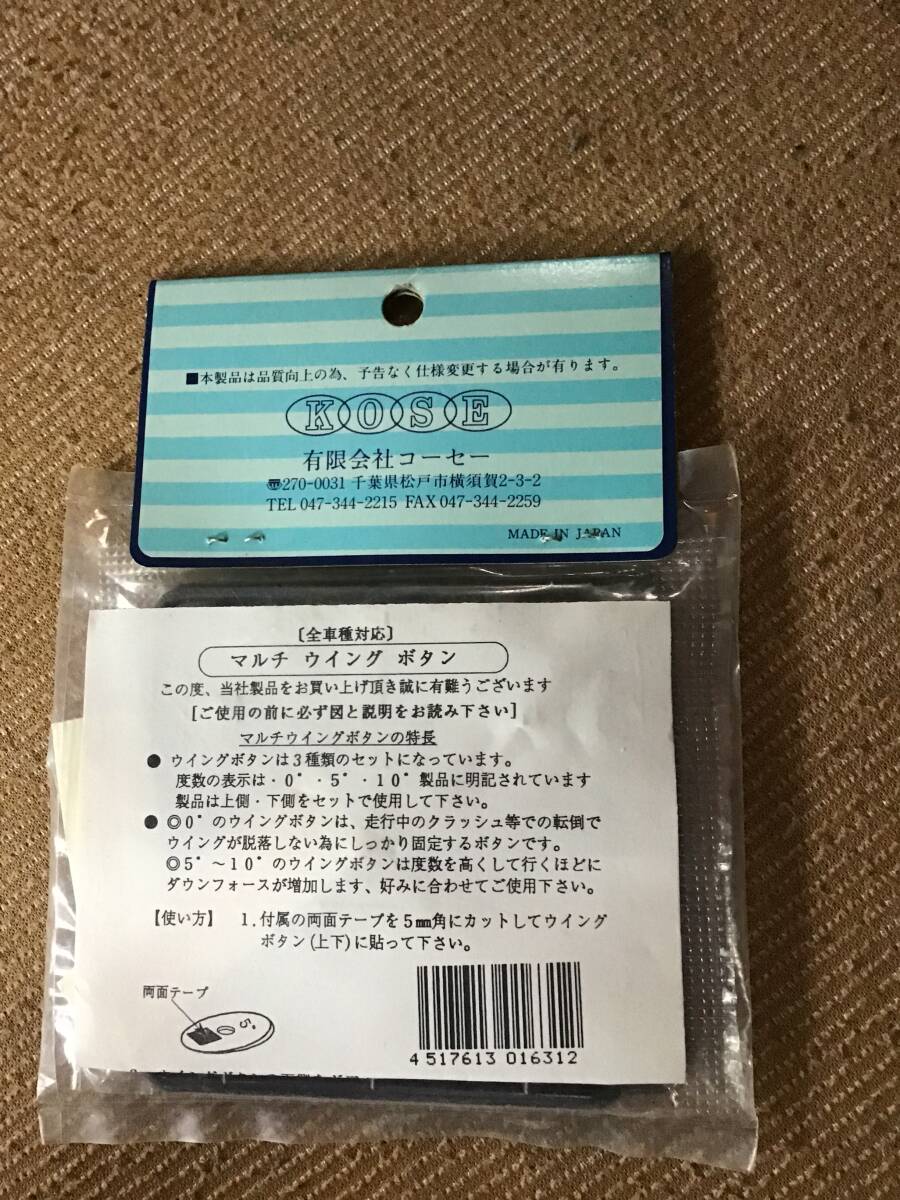 ■本製品は品質向上の為、予告なく仕様変更する場合が有ります。
KOSE
有限会社コーセー
〠270-0031 千葉県松戸市横須賀2-3-2
TEL 047-344-2215 FAX 047-344-2259
MADE IN JAPAN
〔全車種対応〕
マルチ ウイング ボタン
この度、当社製品をお買い上げ頂き誠に有難うございます
[ご使用の前に必ず図と説明をお読み下さい]
マルチウイングボタンの特長
● ウイングボタンは3種類のセットになっています。
度数の表示は・0°・5°・10°製品に明記されています
製品は上側・下側をセットで使用して下さい。
● ◎0°のウイングボタンは、走行中のクラッシュ等での転倒で
ウイングが脱落しない為にしっかり固定するボタンです。
◎5°～10°のウイングボタンは度数を高くして行くほどに
ダウンフォースが増加します、好みに合わせてご使用下さい。
【使い方】 1.付属の両面テープを5㎜角にカットしてウイング
ボタン(上下)に貼って下さい。
両面テープ
5°
4517613 016312